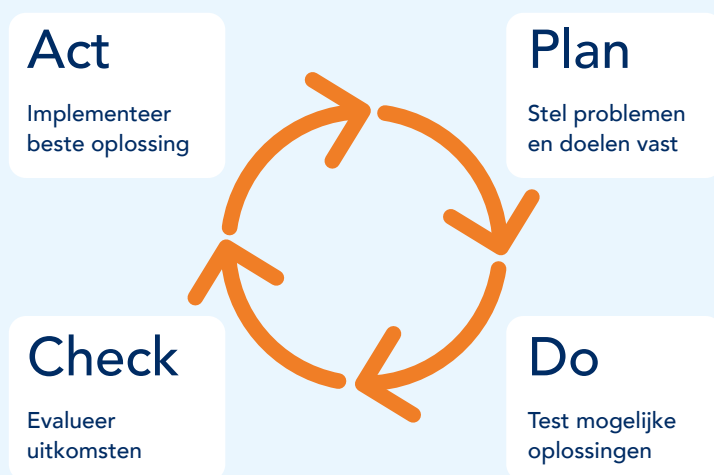 Act
Implementeer
beste oplossing
Plan
Stel problemen
en doelen vast
Check
Evalueer
uitkomsten
Do
Test mogelijke
oplossingen